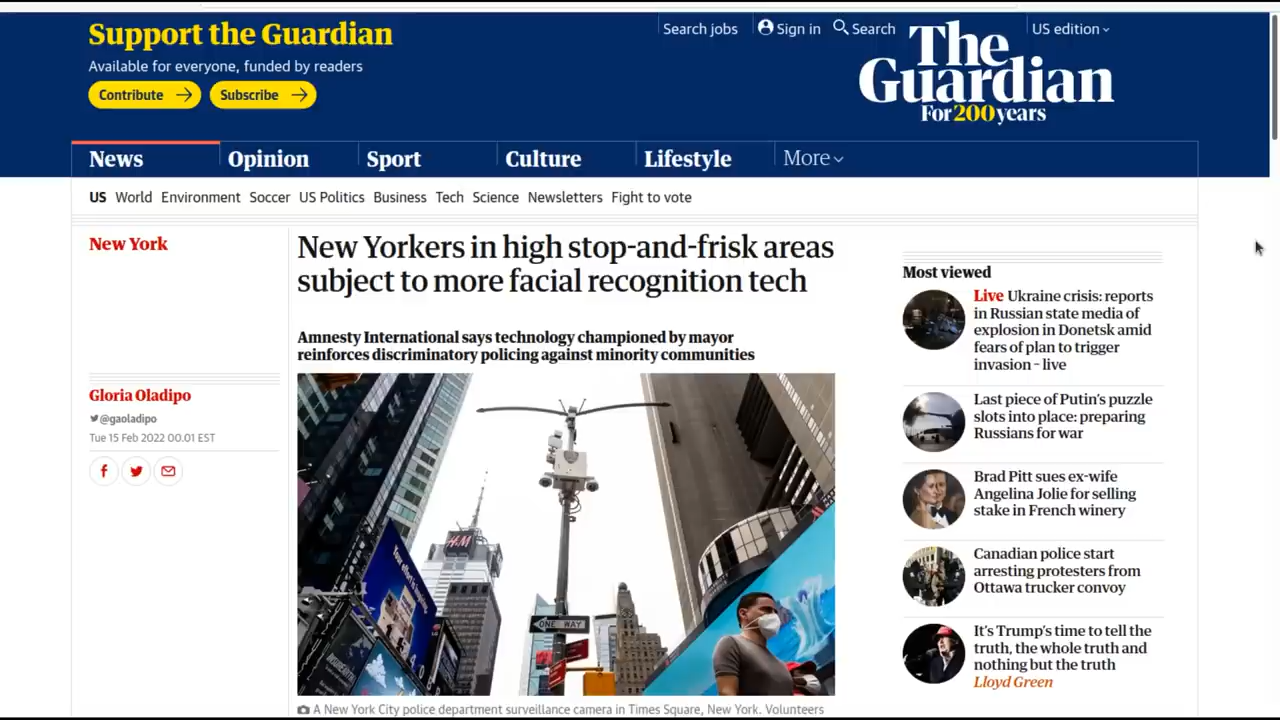 Support the Guardian
Available for everyone, funded by readers
Contribute
Subscribe
Search jobs
Sign in
Search
US edition
The
Guardian
For 200 years
News
Opinion
Sport
Culture
Lifestyle
More
US World Environment Soccer US Politics Business Tech Science Newsletters Fight to vote
New York
New Yorkers in high stop-and-frisk areas
subject to more facial recognition tech
Amnesty International says technology championed by mayor
reinforces discriminatory policing against minority communities
Gloria Oladipo
@gaoladipo
Tue 15 Feb 2022 00.01 EST
H&M
ONE WAY
A New York City police department surveillance camera in Times Square, New York. Volunteers
Most viewed
Live Ukraine crisis: reports
in Russian state media of
explosion in Donetsk amid
fears of plan to trigger
invasion – live
Last piece of Putin's puzzle
slots into place: preparing
Russians for war
Brad Pitt sues ex-wife
Angelina Jolie for selling
stake in French winery
Canadian police start
arresting protesters from
Ottawa trucker convoy
It's Trump's time to tell the
truth, the whole truth and
nothing but the truth
Lloyd Green